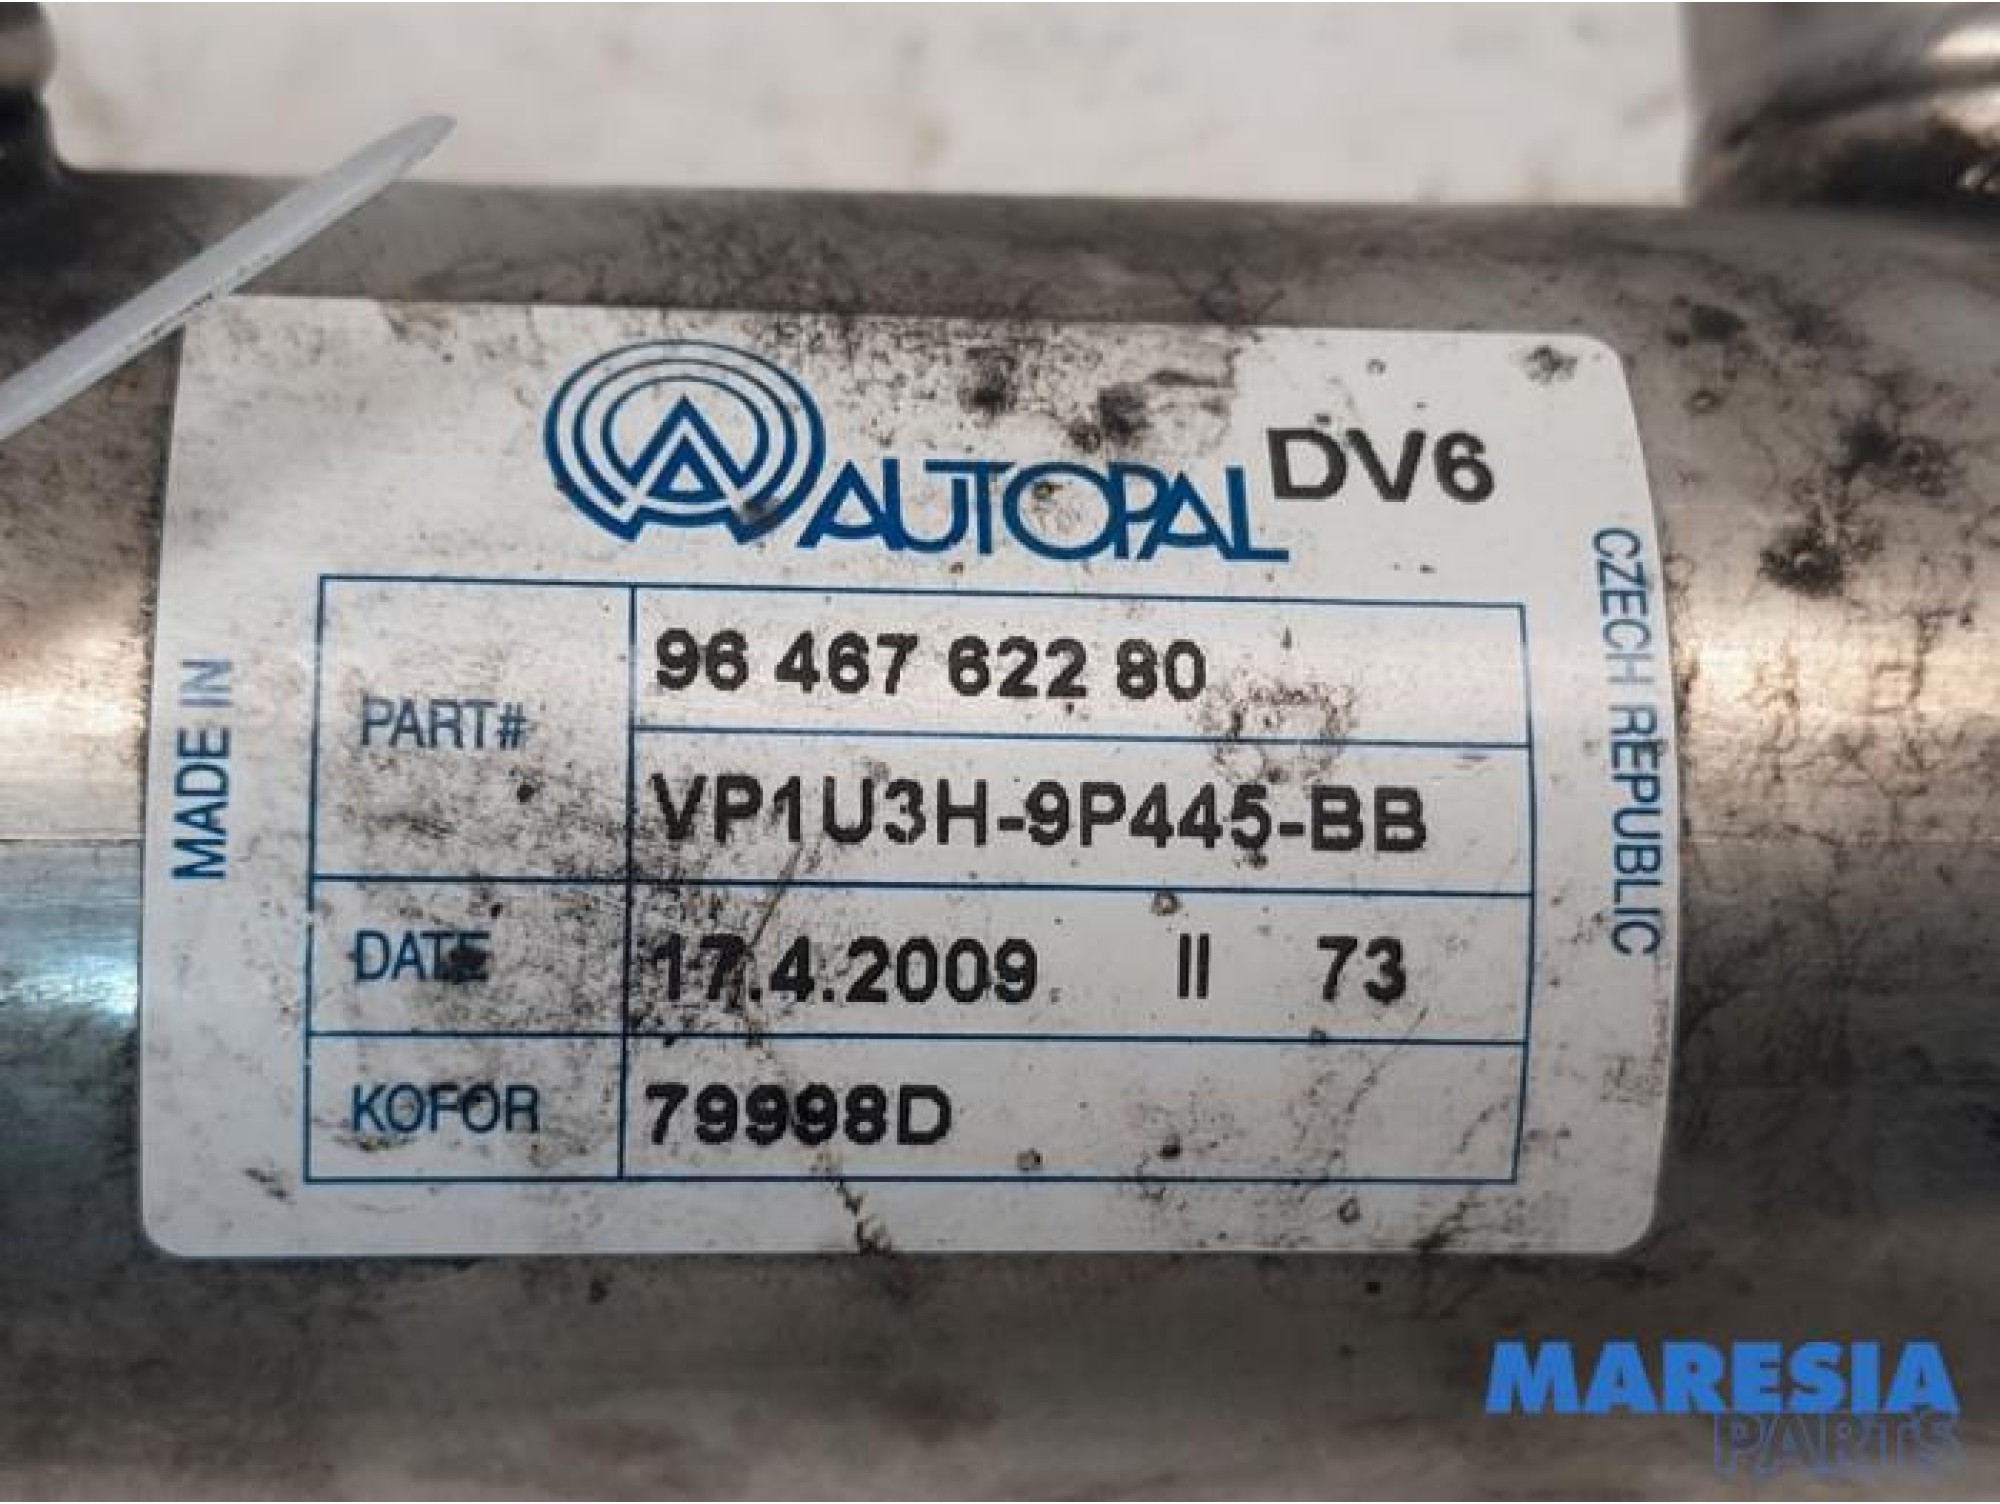 AUTOPAL DV6
MADE IN
CZECH REPUBLIC
PART# 96 467 622 80
VP1U3H-9P445-BB
DATE 17.4.2009 II 73
KOFOR 79998D
MARESIA
PARTS